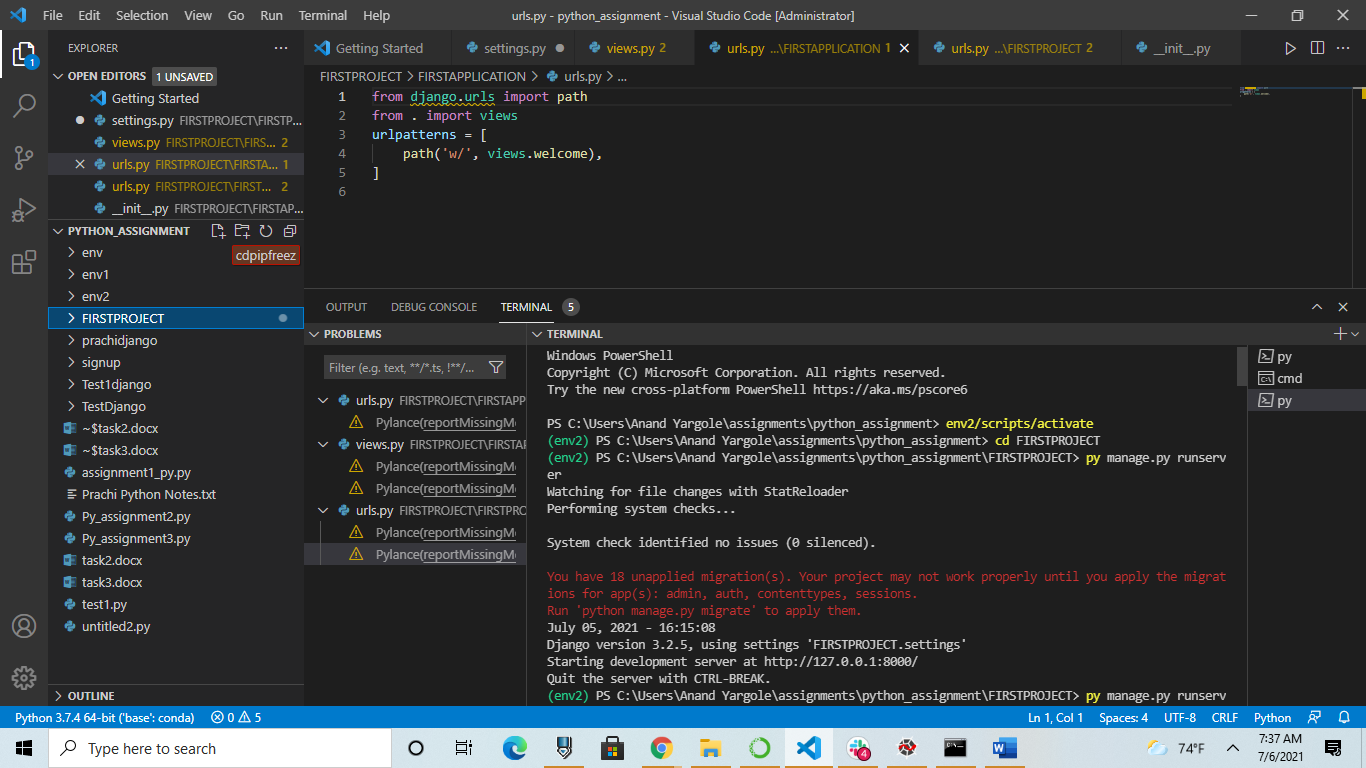 File Edit Selection View Go Run Terminal Help
urls.py - python_assignment - Visual Studio Code [Administrator]
EXPLORER
OPEN EDITORS 1 UNSAVED
Getting Started
settings.py FIRSTPROJECT\FIRSTP...
views.py FIRSTPROJECT\FIRS... 2
urls.py FIRSTPROJECT\FIRSTA... 1
urls.py FIRSTPROJECT\FIRST... 2
__init__.py FIRSTPROJECT\FIRSTAP...
PYTHON_ASSIGNMENT
env
cdpipfreez
env1
env2
FIRSTPROJECT
prachidjango
signup
Test1django
TestDjango
~$task2.docx
~$task3.docx
assignment1_py.py
Prachi Python Notes.txt
Py_assignment2.py
Py_assignment3.py
task2.docx
task3.docx
test1.py
untitled2.py
OUTLINE
1
Getting Started
settings.py
views.py 2
urls.py ...\FIRSTAPPLICATION 1
urls.py ...\FIRSTPROJECT 2
__init__.py
FIRSTPROJECT > FIRSTAPPLICATION > urls.py > ...
1 from django.urls import path
2 from . import views
3 urlpatterns = [
4 path('w/', views.welcome),
5 ]
6
OUTPUT DEBUG CONSOLE TERMINAL 5
PROBLEMS
Filter (e.g. text, **/*.ts, !**/...
urls.py FIRSTPROJECT\FIRSTAPP
Pylance(reportMissingMo
views.py FIRSTPROJECT\FIRSTAP
Pylance(reportMissingMo
Pylance(reportMissingMo
urls.py FIRSTPROJECT\FIRSTPRO
Pylance(reportMissingMo
Pylance(reportMissingMo
TERMINAL
Windows PowerShell
Copyright (C) Microsoft Corporation. All rights reserved.
Try the new cross-platform PowerShell https://aka.ms/pscore6
PS C:\Users\Anand Yargole\assignments\python_assignment> env2/scripts/activate
(env2) PS C:\Users\Anand Yargole\assignments\python_assignment> cd FIRSTPROJECT
(env2) PS C:\Users\Anand Yargole\assignments\python_assignment\FIRSTPROJECT> py manage.py runserv
er
Watching for file changes with StatReloader
Performing system checks...
System check identified no issues (0 silenced).
You have 18 unapplied migration(s). Your project may not work properly until you apply the migrat
ions for app(s): admin, auth, contenttypes, sessions.
Run 'python manage.py migrate' to apply them.
July 05, 2021 - 16:15:08
Django version 3.2.5, using settings 'FIRSTPROJECT.settings'
Starting development server at http://127.0.0.1:8000/
Quit the server with CTRL-BREAK.
(env2) PS C:\Users\Anand Yargole\assignments\python_assignment\FIRSTPROJECT> py manage.py runserv
py
cmd
py
Python 3.7.4 64-bit ('base': conda) 0 5
Ln 1, Col 1 Spaces: 4 UTF-8 CRLF Python
Type here to search
4
74°F
7:37 AM
7/6/2021